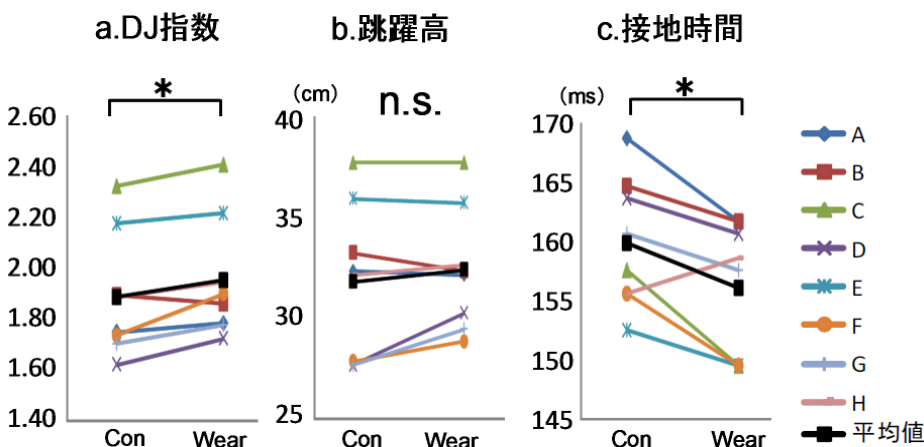 a.DJ指数
*
2.60
2.40
2.20
2.00
1.80
1.60
1.40
Con Wear
b.跳躍高
（cm）
n.s.
40
35
30
25
Con Wear
c.接地時間
（ms）
*
170
165
160
155
150
145
Con Wear
A
B
C
D
E
F
G
H
平均値